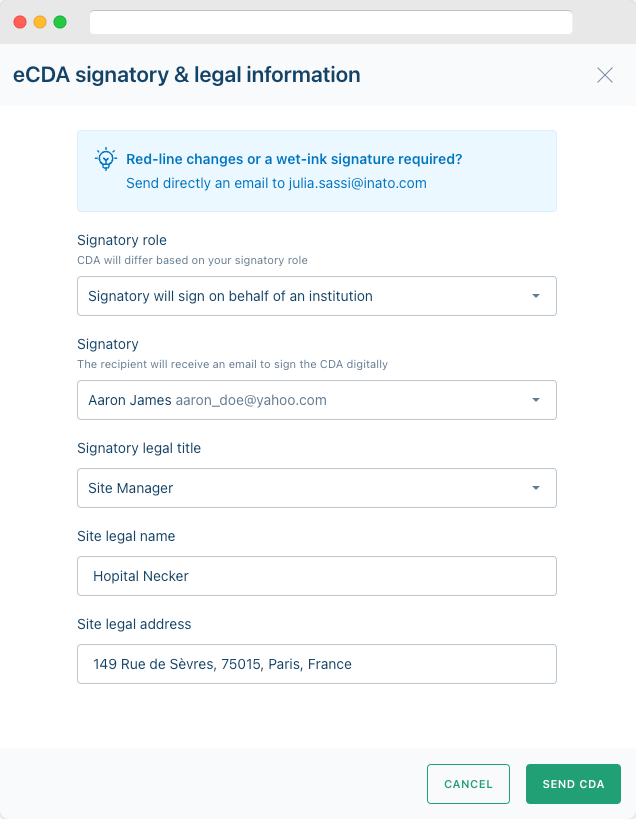 eCDA signatory & legal information
Red-line changes or a wet-ink signature required?
Send directly an email to julia.sassi@inato.com
Signatory role
CDA will differ based on your signatory role
Signatory will sign on behalf of an institution
Signatory
The recipient will receive an email to sign the CDA digitally
Aaron James aaron_doe@yahoo.com
Signatory legal title
Site Manager
Site legal name
Hopital Necker
Site legal address
149 Rue de Sèvres, 75015, Paris, France
CANCEL SEND CDA